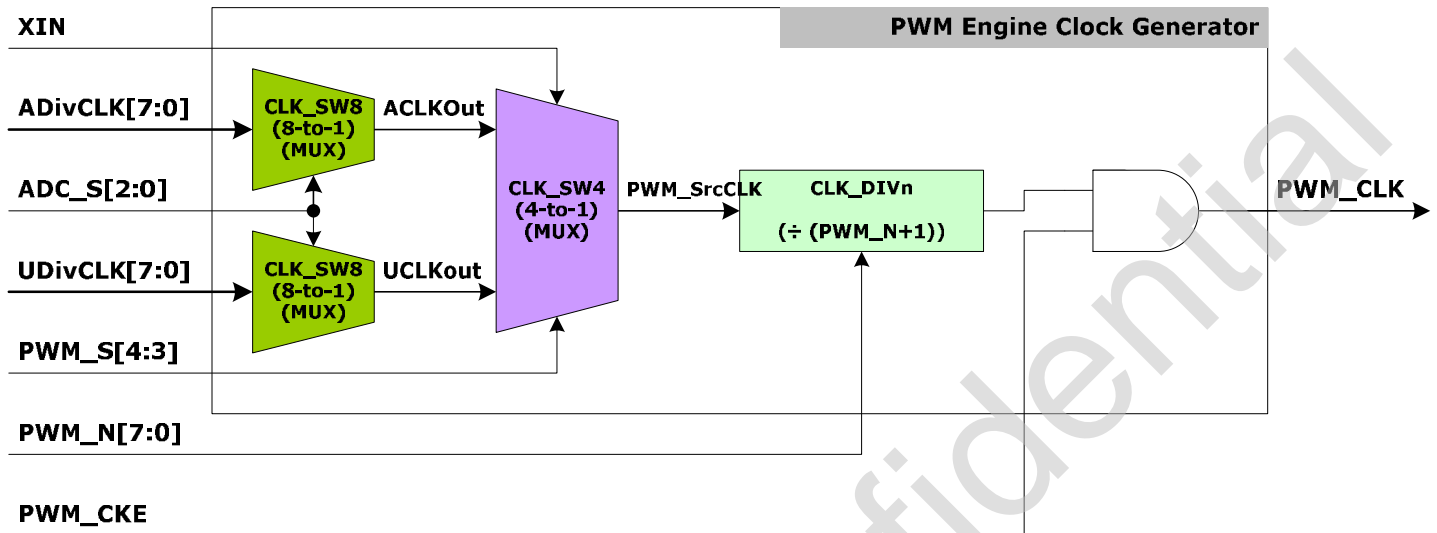 XIN
PWM Engine Clock Generator
ADivCLK[7:0]
CLK_SW8
(8-to-1)
(MUX)
ACLKOut
ADC_S[2:0]
CLK_SW4
(4-to-1)
(MUX)
PWM_SrcCLK
CLK_DIVn
(÷ (PWM_N+1))
PWM_CLK
UDivCLK[7:0]
CLK_SW8
(8-to-1)
(MUX)
UCLKout
PWM_S[4:3]
PWM_N[7:0]
PWM_CKE
fidential